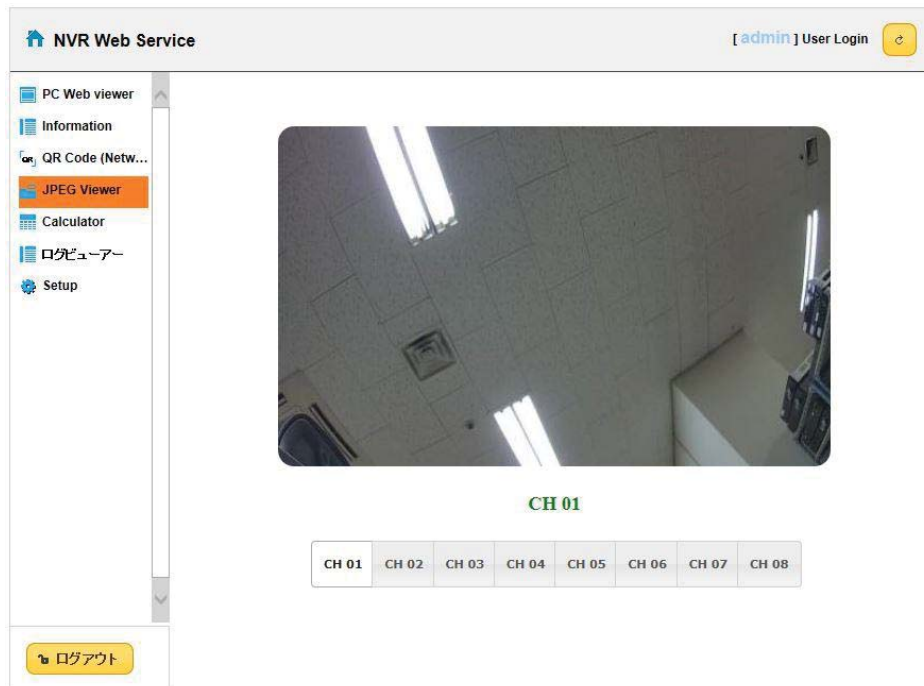 NVR Web Service
[ admin ] User Login
PC Web viewer
Information
QR
QR Code (Netw...
JPEG Viewer
Calculator
ログビューアー
Setup
CH 01
CH 01 CH 02 CH 03 CH 04 CH 05 CH 06 CH 07 CH 08
ログアウト